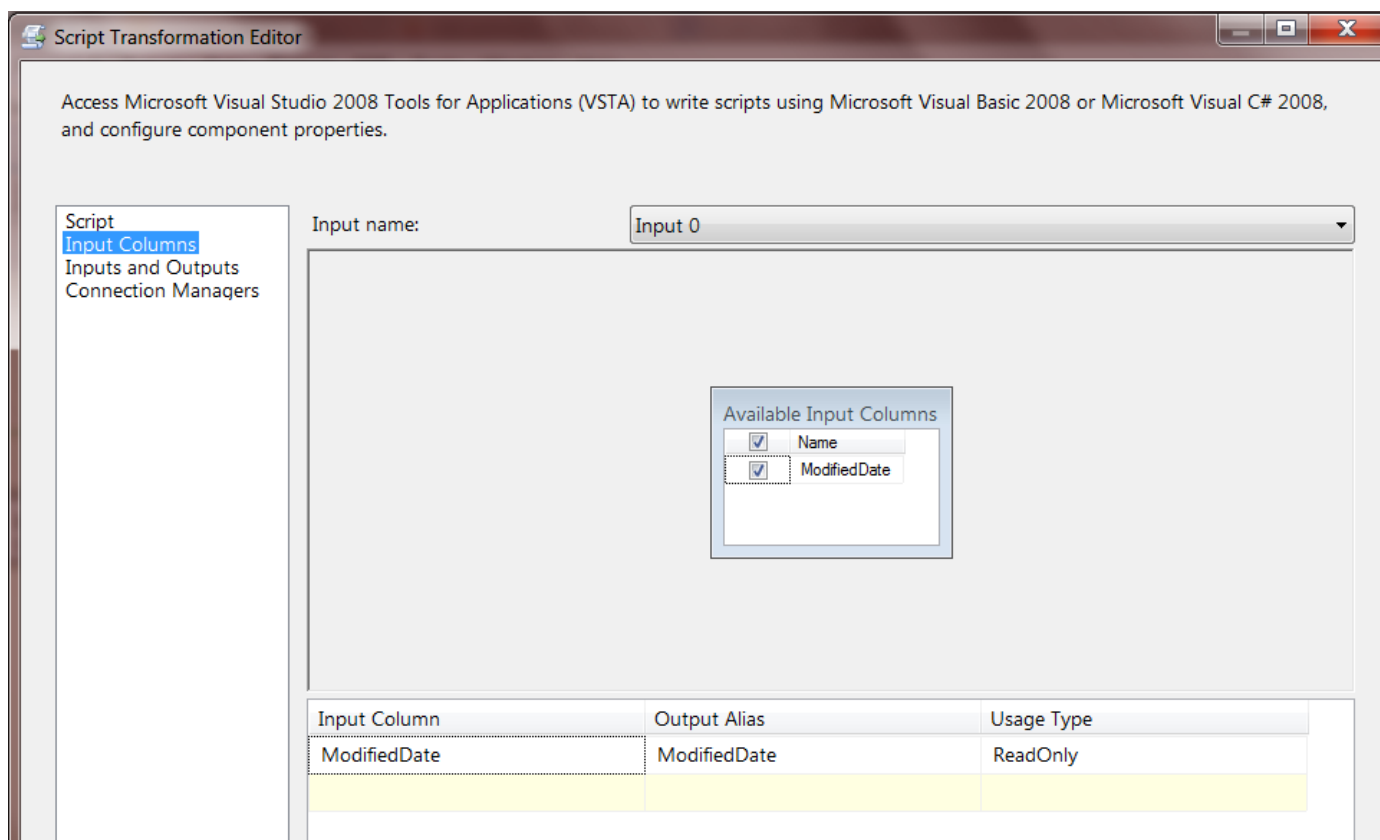 Script Transformation Editor
Access Microsoft Visual Studio 2008 Tools for Applications (VSTA) to write scripts using Microsoft Visual Basic 2008 or Microsoft Visual C# 2008,
and configure component properties.
Script
Input Columns
Inputs and Outputs
Connection Managers
Input name:
Input 0
Available Input Columns
Name
ModifiedDate
Input Column Output Alias Usage Type
ModifiedDate ModifiedDate ReadOnly